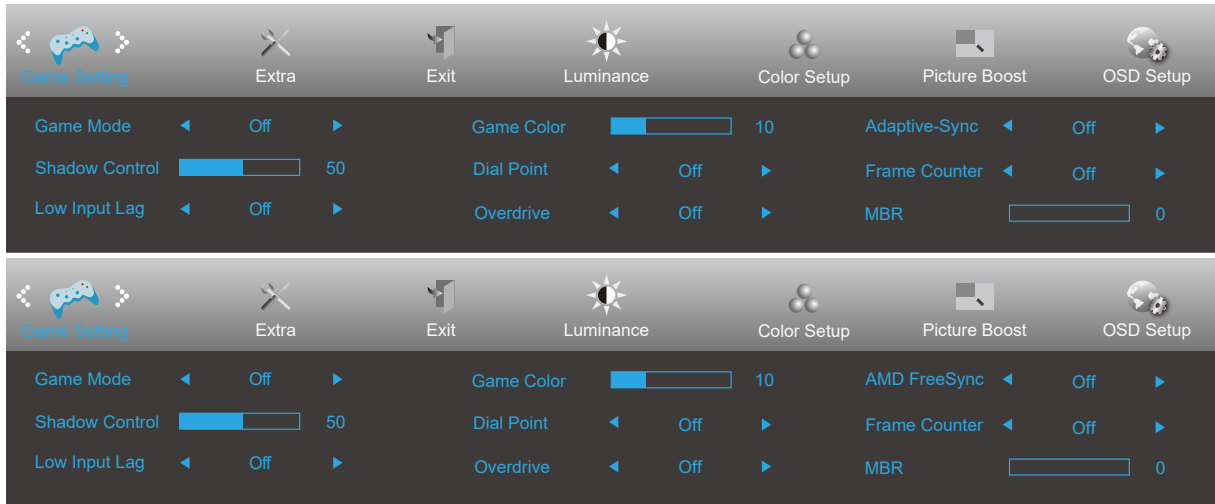 Game Setting Extra Exit Luminance Color Setup Picture Boost OSD Setup
Game Mode Off Game Color 10 Adaptive-Sync Off
Shadow Control 50 Dial Point Off Frame Counter Off
Low Input Lag Off Overdrive Off MBR 0
Game Setting Extra Exit Luminance Color Setup Picture Boost OSD Setup
Game Mode Off Game Color 10 AMD FreeSync Off
Shadow Control 50 Dial Point Off Frame Counter Off
Low Input Lag Off Overdrive Off MBR 0